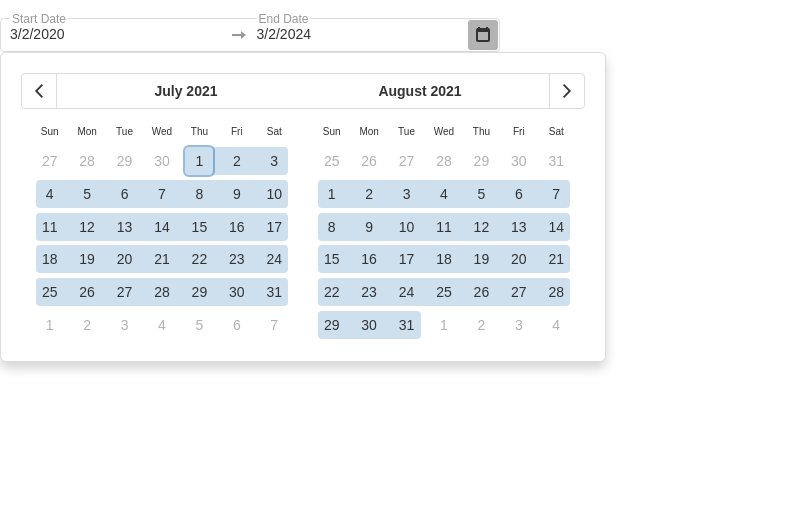 Start Date End Date
3/2/2020 3/2/2024
July 2021 August 2021
Sun Mon Tue Wed Thu Fri Sat Sun Mon Tue Wed Thu Fri Sat
27 28 29 30 1 2 3 25 26 27 28 29 30 31
4 5 6 7 8 9 10 1 2 3 4 5 6 7
11 12 13 14 15 16 17 8 9 10 11 12 13 14
18 19 20 21 22 23 24 15 16 17 18 19 20 21
25 26 27 28 29 30 31 22 23 24 25 26 27 28
1 2 3 4 5 6 7 29 30 31 1 2 3 4